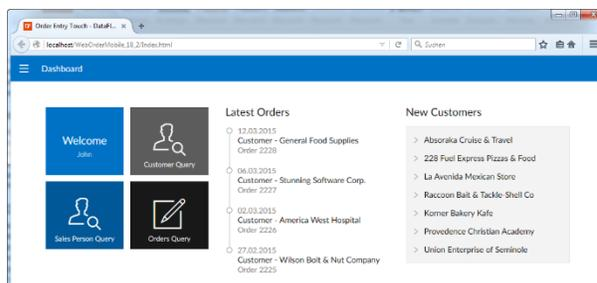 Order Entry Touch - DataFl...
localhost/WebOrderMobile_18_2/Index.html
Suchen
Dashboard
Welcome
John
Customer Query
Sales Person Query
Orders Query
Latest Orders
12.03.2015
Customer - General Food Supplies
Order 2228
06.03.2015
Customer - Stunning Software Corp.
Order 2227
02.03.2015
Customer - America West Hospital
Order 2226
27.02.2015
Customer - Wilson Bolt & Nut Company
Order 2225
New Customers
Absoraka Cruise & Travel
228 Fuel Express Pizzas & Food
La Avenida Mexican Store
Raccoon Bait & Tackle-Shell Co
Korner Bakery Kafe
Provedence Christian Academy
Union Enterprise of Seminole